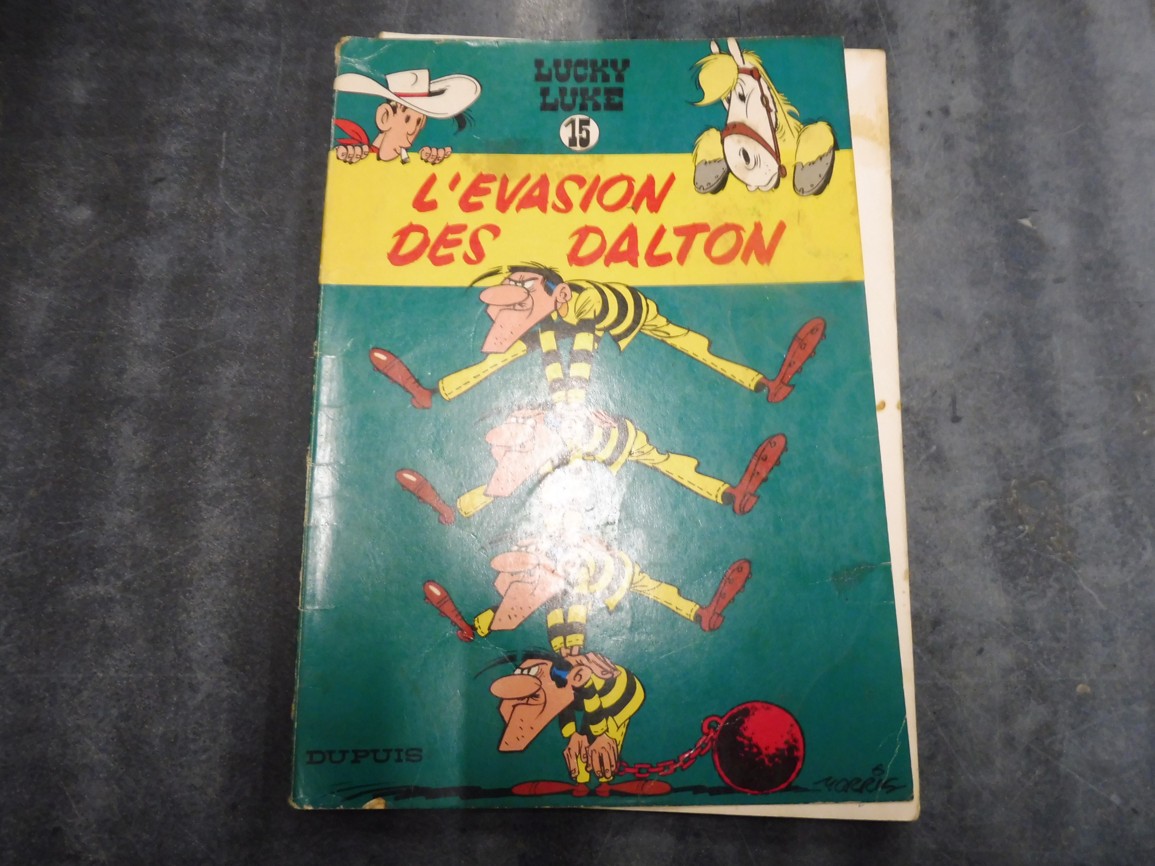 LUCKY
LUKE
15
L'EVASION
DES DALTON
DUPUIS
MORRIS